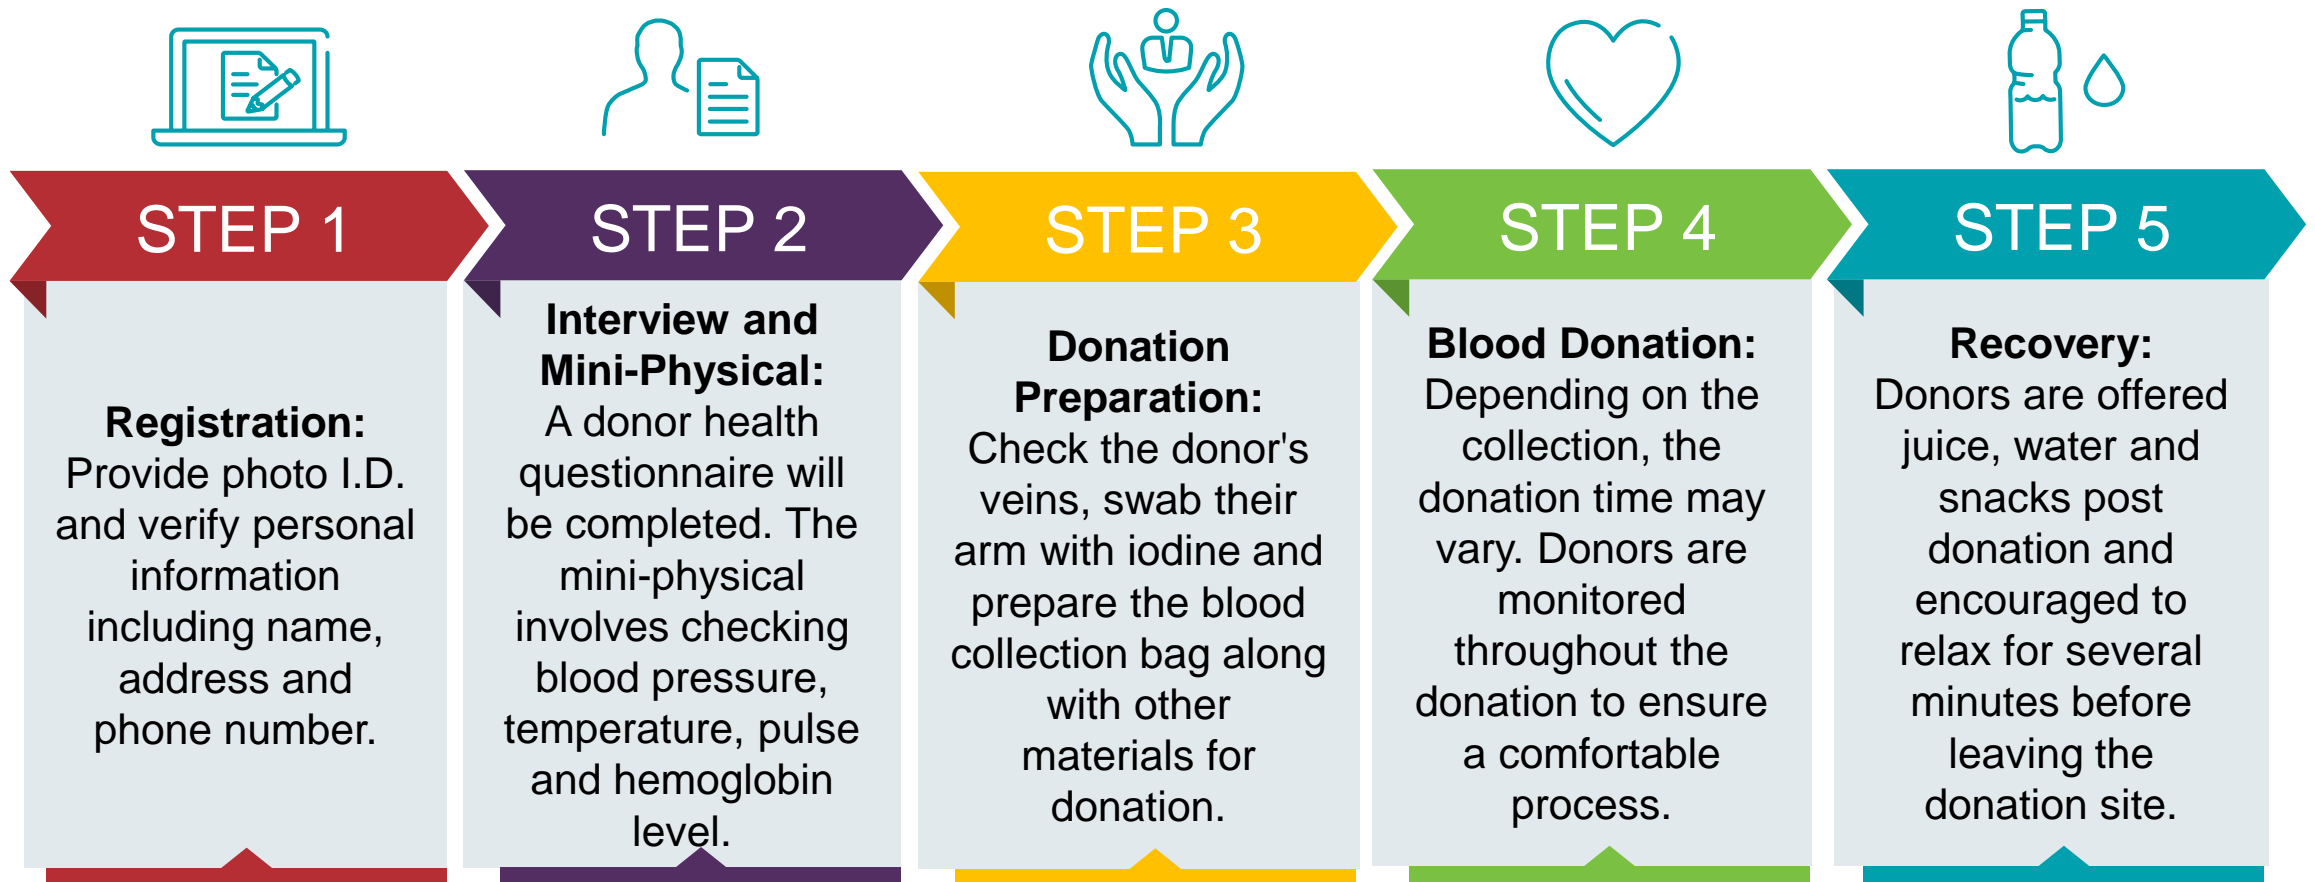 STEP 1
Registration:
Provide photo I.D.
and verify personal
information
including name,
address and
phone number.
STEP 2
Interview and
Mini-Physical:
A donor health
questionnaire will
be completed. The
mini-physical
involves checking
blood pressure,
temperature, pulse
and hemoglobin
level.
STEP 3
Donation
Preparation:
Check the donor's
veins, swab their
arm with iodine and
prepare the blood
collection bag along
with other
materials for
donation.
STEP 4
Blood Donation:
Depending on the
collection, the
donation time may
vary. Donors are
monitored
throughout the
donation to ensure
a comfortable
process.
STEP 5
Recovery:
Donors are offered
juice, water and
snacks post
donation and
encouraged to
relax for several
minutes before
leaving the
donation site.